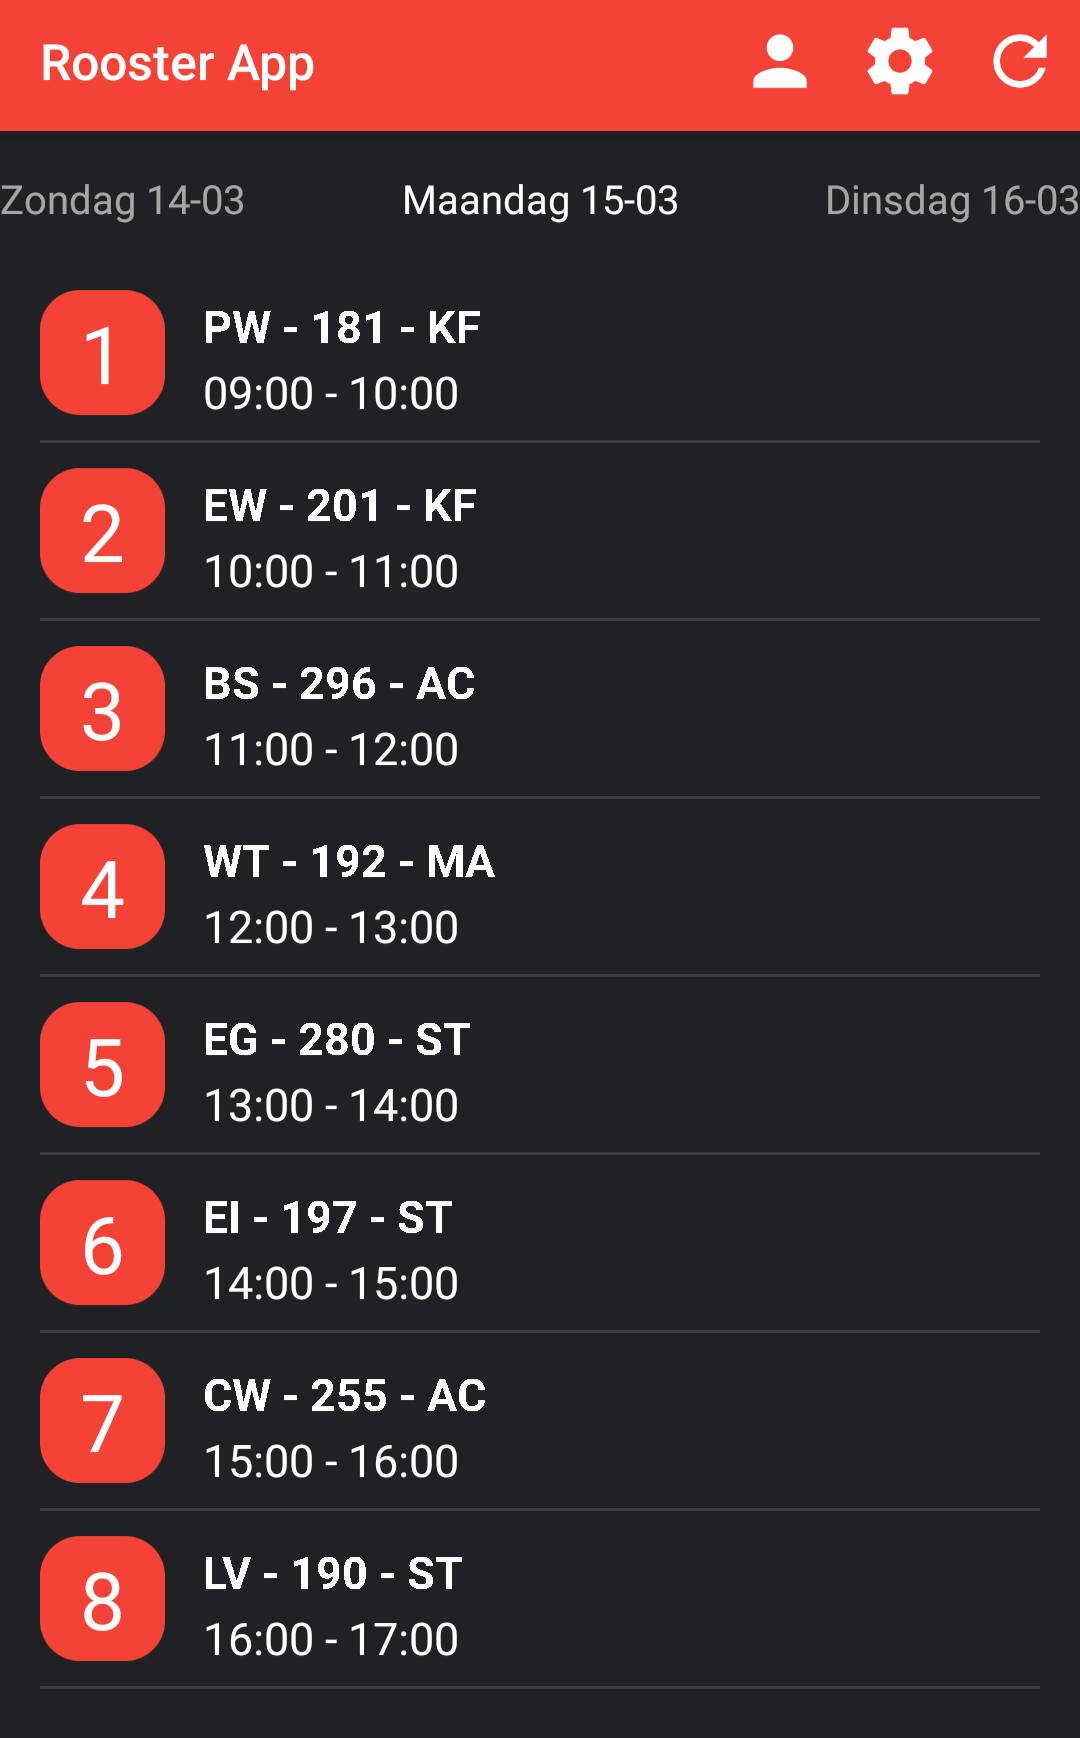 Rooster App
Zondag 14-03 Maandag 15-03 Dinsdag 16-03
1
PW - 181 - KF
09:00 - 10:00
2
EW - 201 - KF
10:00 - 11:00
3
BS - 296 - AC
11:00 - 12:00
4
WT - 192 - MA
12:00 - 13:00
5
EG - 280 - ST
13:00 - 14:00
6
EI - 197 - ST
14:00 - 15:00
7
CW - 255 - AC
15:00 - 16:00
8
LV - 190 - ST
16:00 - 17:00